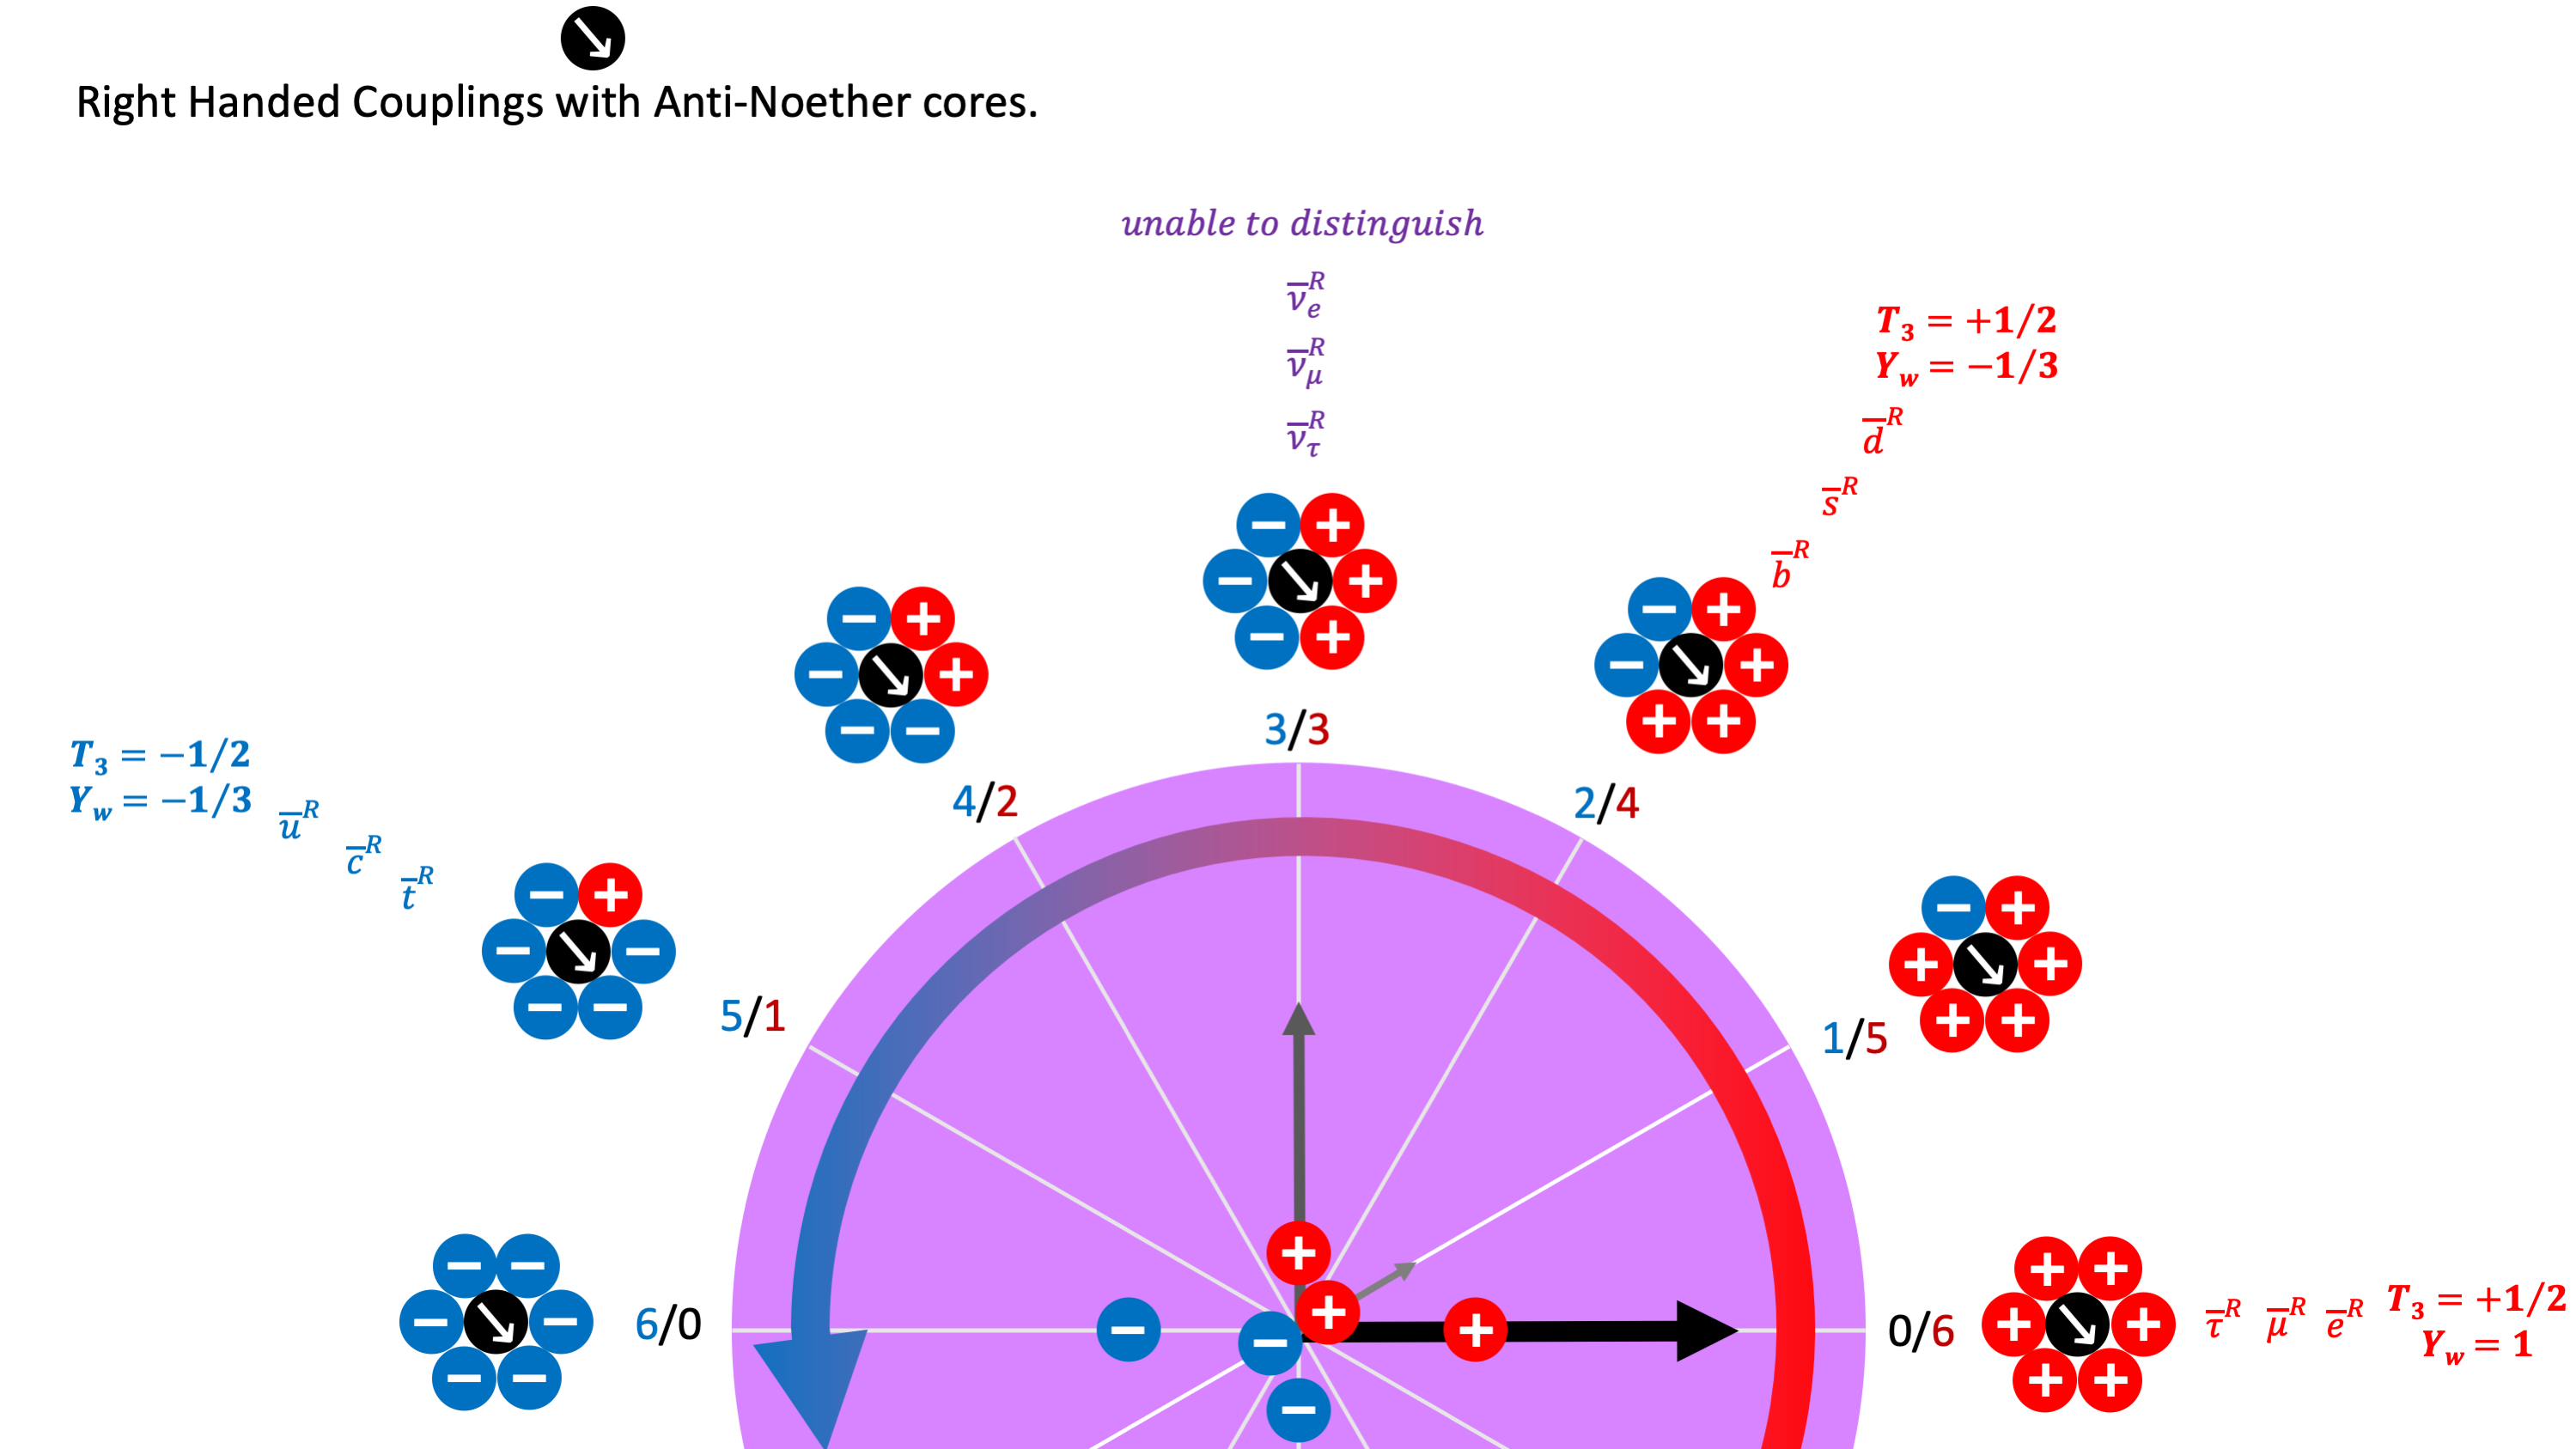 Right Handed Couplings with Anti-Noether cores.
unable to distinguish
ν̅ₑᴿ
ν̅_μᴿ
ν̅_τᴿ
T₃ = +1/2
Y_w = −1/3
d̅ᴿ
s̅ᴿ
b̅ᴿ
− + − + − +
3/3
− + − + − −
4/2
− + − + + +
2/4
T₃ = −1/2
Y_w = −1/3
u̅ᴿ
c̅ᴿ
t̅ᴿ
− + − − − −
5/1
− + + + + +
1/5
− − − − − −
6/0
+
+
− − +
−
0/6
+ + + + + +
τ̅ᴿ μ̅ᴿ e̅ᴿ
T₃ = +1/2
Y_w = 1